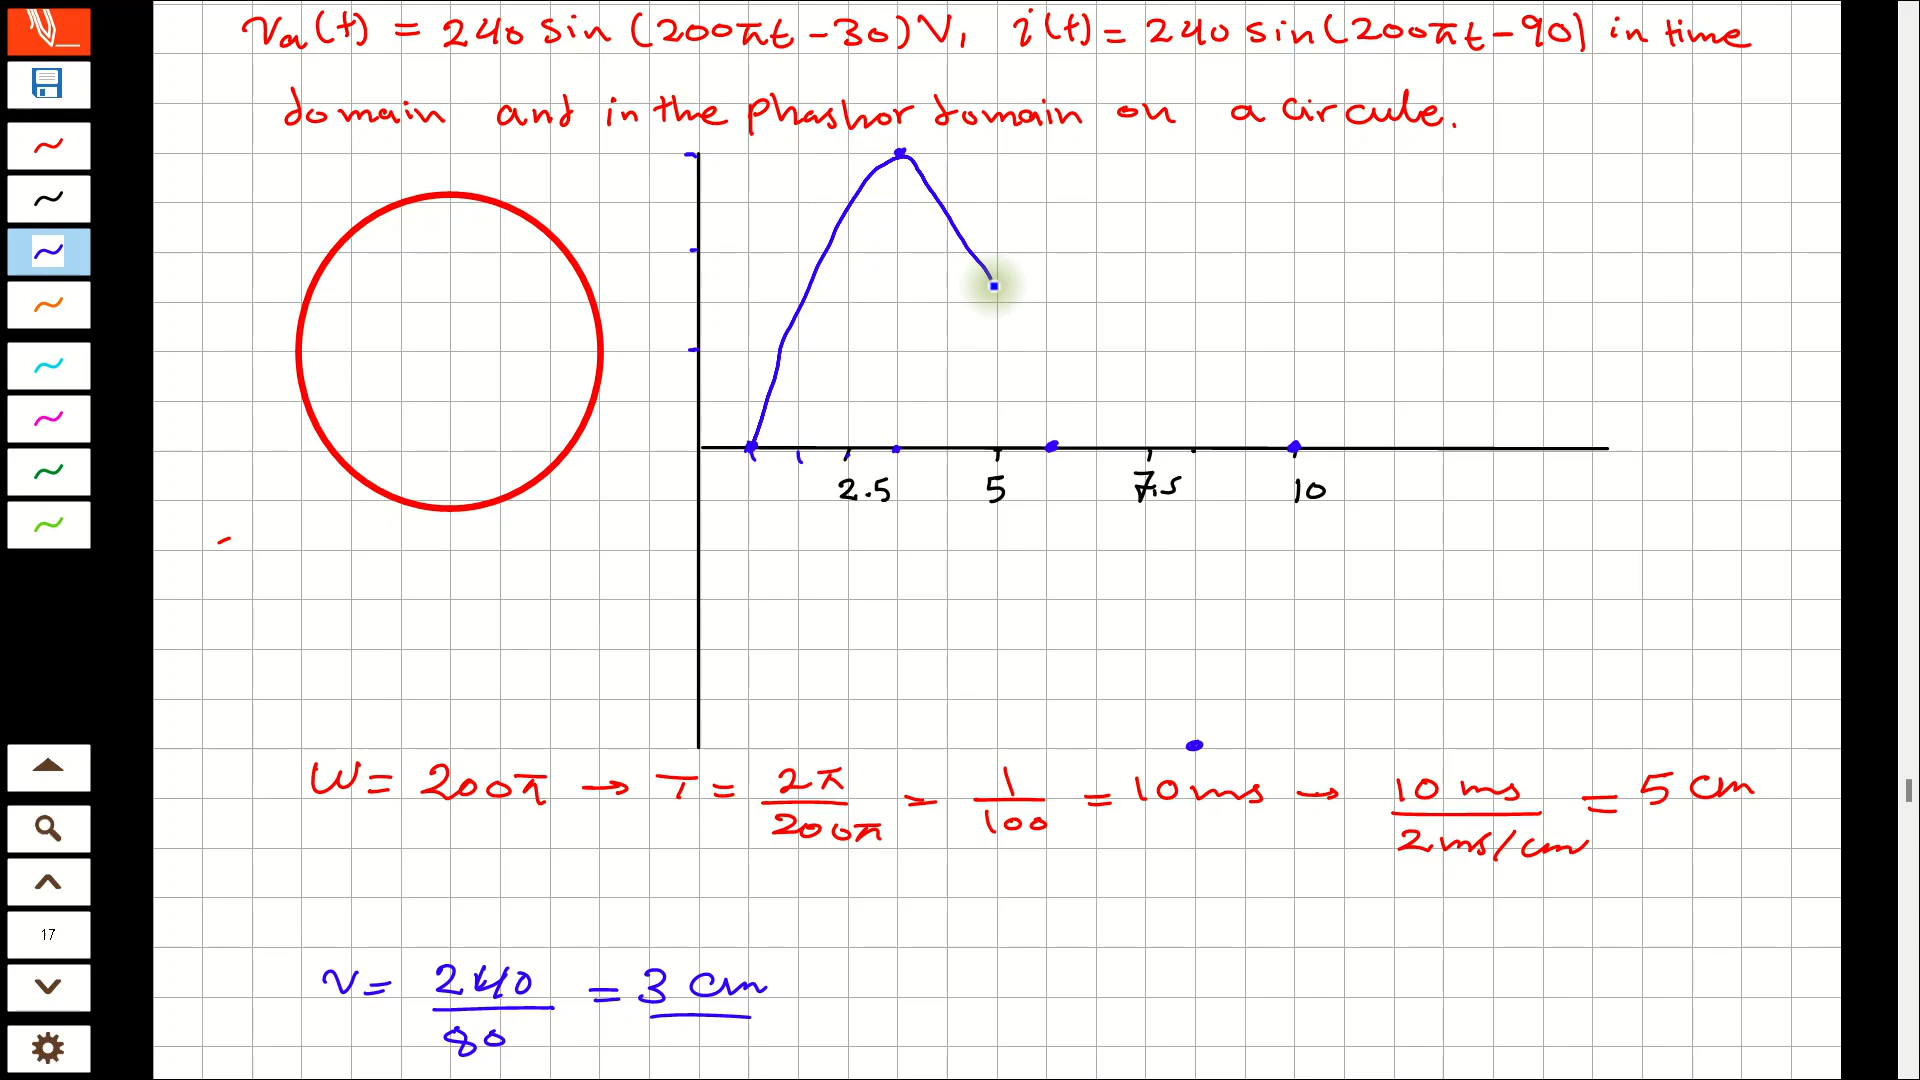 Va(t) = 240 sin (200πt - 30) V, i(t) = 240 sin(200πt - 90) in time
domain and in the phashor domain on a circule.
2.5 5 7.5 10
W = 200π → T = 2π/200π = 1/100 = 10 ms → 10 ms/2 ms/cm = 5 cm
17
V = 240/80 = 3 cm